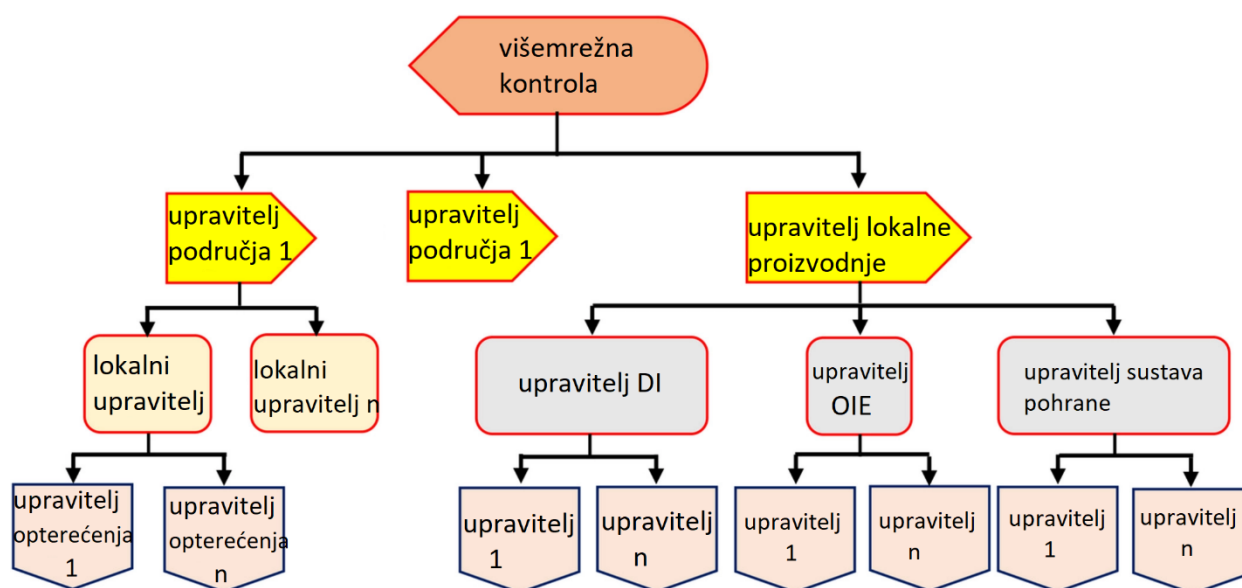 višemrežna
kontrola
upravitelj
područja 1
upravitelj
područja 1
upravitelj lokalne
proizvodnje
lokalni
upravitelj
lokalni
upravitelj n
upravitelj DI
upravitelj
OIE
upravitelj sustava
pohrane
upravitelj
opterećenja
1
upravitelj
opterećenja
n
upravitelj
1
upravitelj
n
upravitelj
1
upravitelj
n
upravitelj
1
upravitelj
n